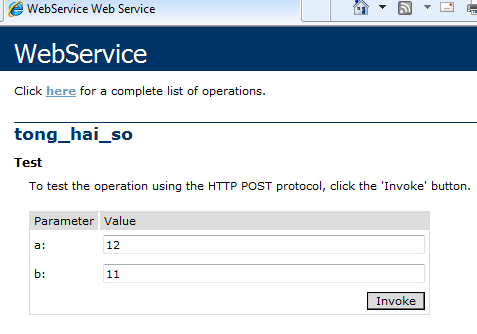 WebService Web Service
WebService
Click here for a complete list of operations.
tong_hai_so
Test
To test the operation using the HTTP POST protocol, click the 'Invoke' button.
Parameter Value
a: 12
b: 11
Invoke